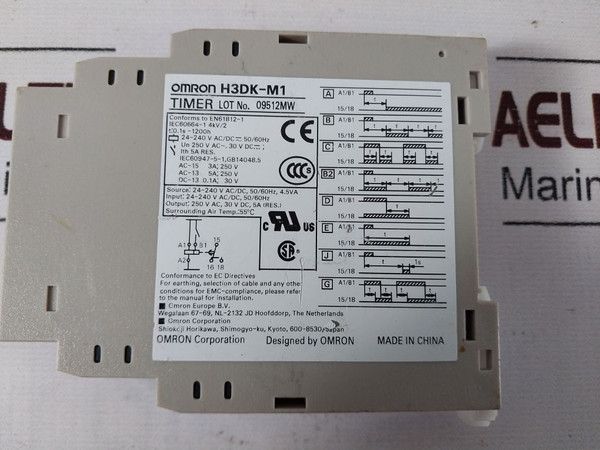 OMRON H3DK-M1
TIMER LOT No. 09512MW
Conforms to EN61812-1
IEC60664-1 4kV/2
t:0.1s-1200h
24-240 V AC/DC 50/60Hz
Un 250 V AC~, 30 V DC
Ith 5A RES.
IEC60947-5-1,GB14048.5
AC-15 3A: 250 V
AC-13 5A: 250 V
DC-13 0.1A: 30 V
CE
CCC S
Source: 24-240 V AC/DC, 50/60Hz, 4.5VA
Input: 24-240 V AC/DC, 50/60Hz
Output: 250 VAC, 30 VDC, 5A (RES.)
Surrounding Air Temp.:55°C
A1 B1 15
A2
16 18
C US
Conformance to EC Directives
For earthing, selection of cable and any other
conditions for EMC-compliance, please refer
to the manual for installation.
Omron Europe B.V.
Wegalaan 67-69, NL-2132 JD Hoofddorp, The Netherlands
Omron Corporation
Shiokoji Horikawa, Shimogyo-ku, Kyoto, 600-8530/Japan
OMRON Corporation Designed by OMRON MADE IN CHINA
A A1/B1
t
15/18
B A1/B1
t t t
15/18
C A1/B1
t t t t
15/18
B2 A1/B1
t t t
15/18
D A1/B1
t
15/18
E A1/B1
t
15/18
J A1/B1
t 1s
15/18
G A1/B1
t t t t
15/18
AEL
Marin